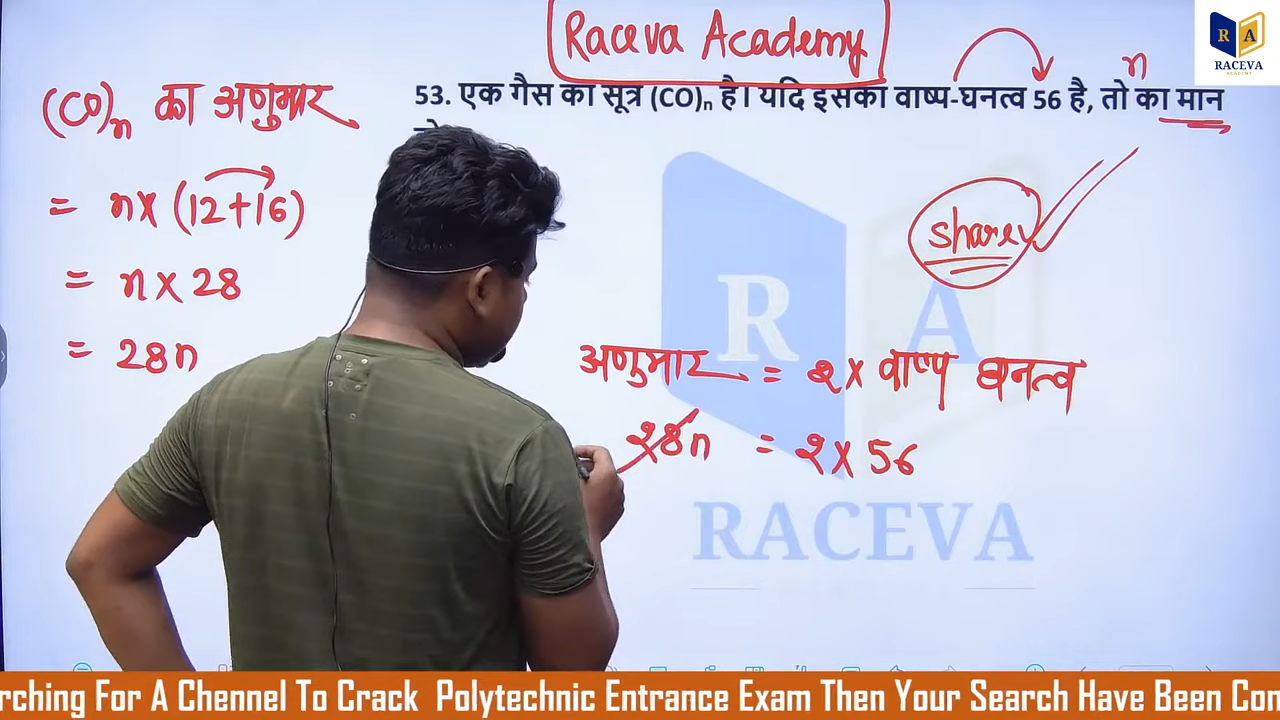 Raceva Academy
RACEVA
ACADEMY
n
53. एक गैस का सूत्र (CO)n है। यदि इसका वाष्प-घनत्व 56 है, तो का मान
(CO)n का अणुभार
= n× (12+16)
= n × 28
= 28n
share
R A
अणुभार = 2 × वाष्प घनत्व
28n = 2 × 56
RACEVA
rching For A Chennel To Crack Polytechnic Entrance Exam Then Your Search Have Been Con